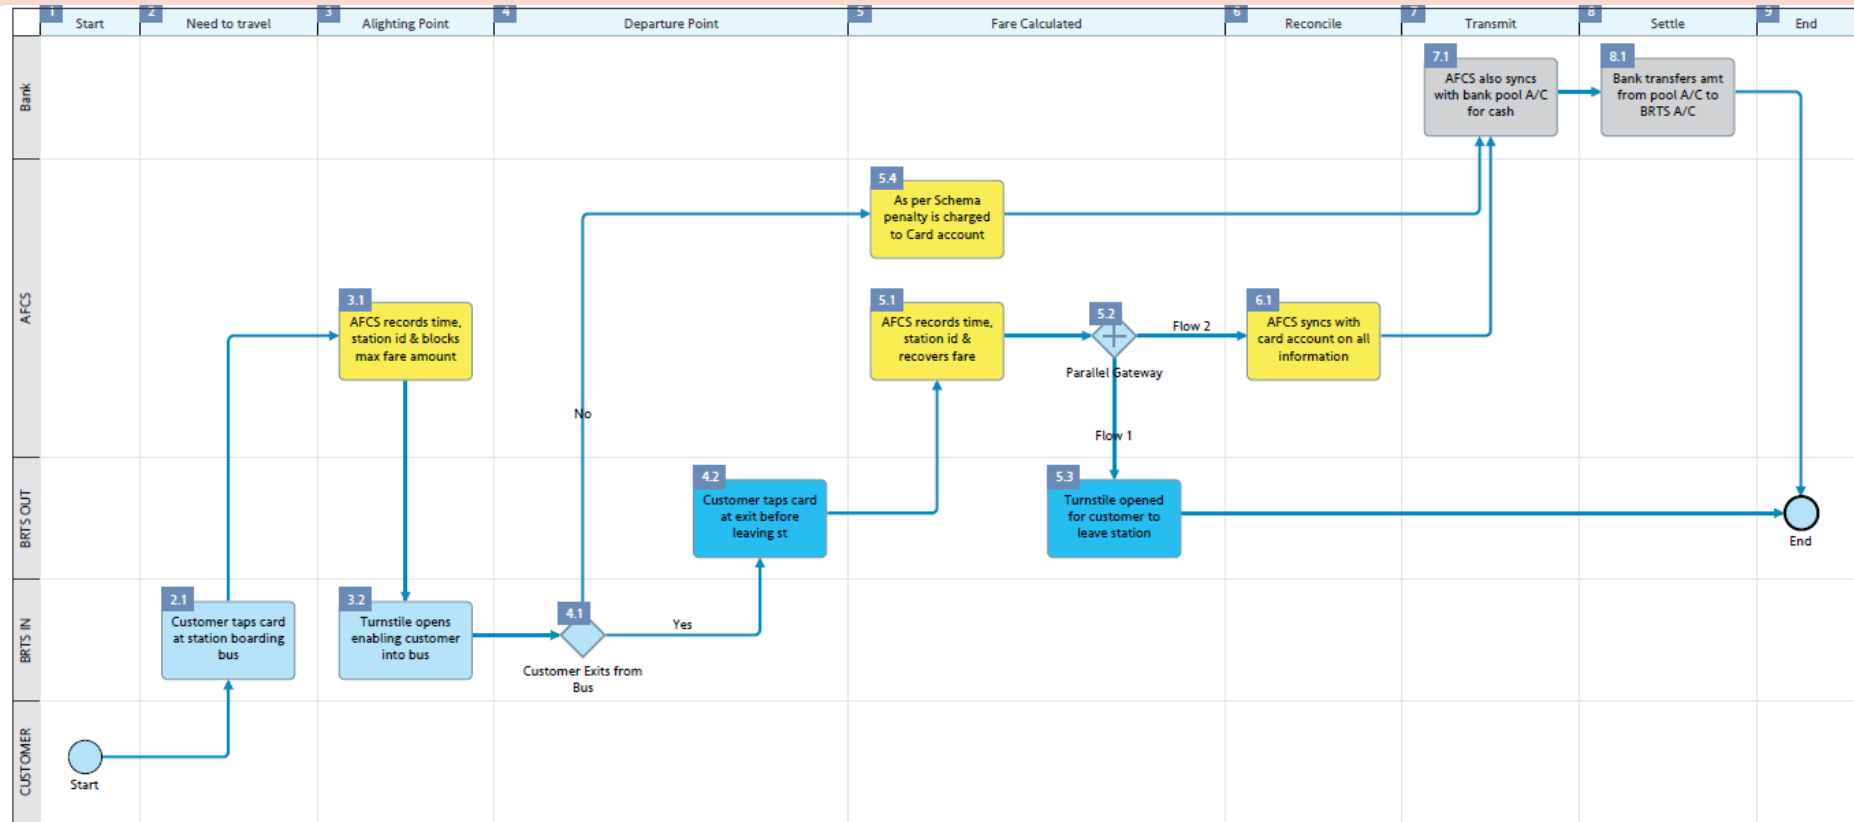 1 Start
2 Need to travel
3 Alighting Point
4 Departure Point
5 Fare Calculated
6 Reconcile
7 Transmit
8 Settle
9 End
Bank
7.1
AFCS also syncs
with bank pool A/C
for cash
8.1
Bank transfers amt
from pool A/C to
BRTS A/C
AFCS
5.4
As per Schema
penalty is charged
to Card account
3.1
AFCS records time,
station id & blocks
max fare amount
5.1
AFCS records time,
station id &
recovers fare
5.2
Parallel Gateway
Flow 2
6.1
AFCS syncs with
card account on all
information
No
Flow 1
BRTS OUT
4.2
Customer taps card
at exit before
leaving st
5.3
Turnstile opened
for customer to
leave station
End
BRTS IN
2.1
Customer taps card
at station boarding
bus
3.2
Turnstile opens
enabling customer
into bus
4.1
Customer Exits from
Bus
Yes
CUSTOMER
Start